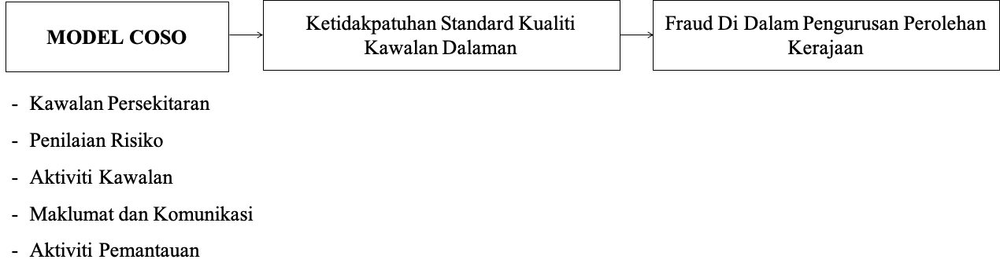 MODEL COSO
Ketidakpatuhan Standard Kualiti
Kawalan Dalaman
Fraud Di Dalam Pengurusan Perolehan
Kerajaan
- Kawalan Persekitaran
- Penilaian Risiko
- Aktiviti Kawalan
- Maklumat dan Komunikasi
- Aktiviti Pemantauan